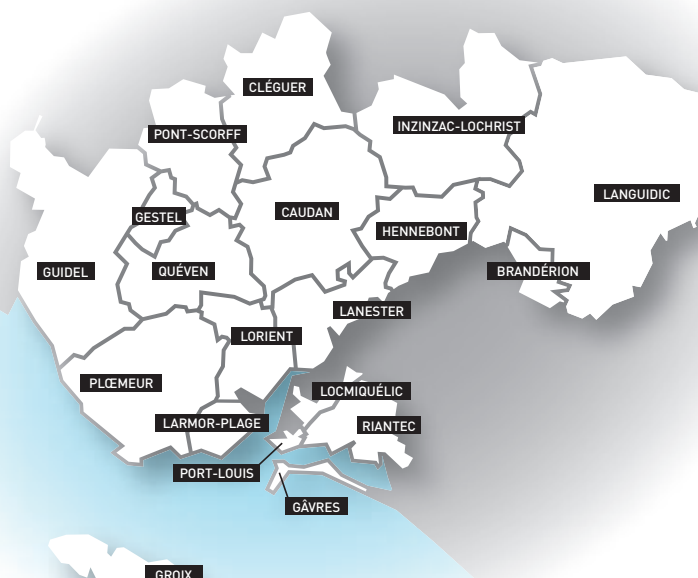 CLÉGUER
PONT-SCORFF
INZINZAC-LOCHRIST
LANGUIDIC
GESTEL
CAUDAN
HENNEBONT
GUIDEL
QUÉVEN
BRANDÉRION
LANESTER
LORIENT
PLŒMEUR
LOCMIQUÉLIC
LARMOR-PLAGE
RIANTEC
PORT-LOUIS
GÂVRES
GROIX